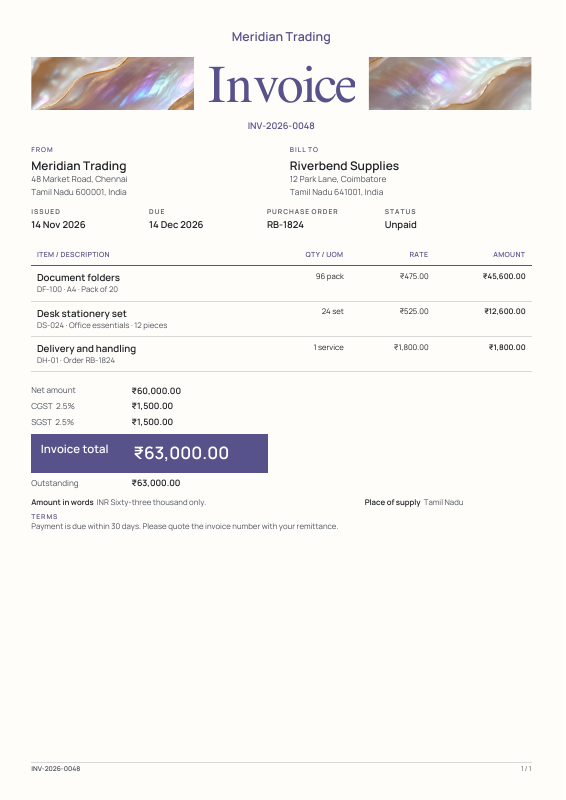 Meridian Trading
Invoice
INV-2026-0048
FROM
Meridian Trading
48 Market Road, Chennai
Tamil Nadu 600001, India
BILL TO
Riverbend Supplies
12 Park Lane, Coimbatore
Tamil Nadu 641001, India
ISSUED DUE PURCHASE ORDER STATUS
14 Nov 2026 14 Dec 2026 RB-1824 Unpaid
ITEM / DESCRIPTION QTY / UOM RATE AMOUNT
Document folders 96 pack ₹475.00 ₹45,600.00
DF-100 · A4 · Pack of 20
Desk stationery set 24 set ₹525.00 ₹12,600.00
DS-024 · Office essentials · 12 pieces
Delivery and handling 1 service ₹1,800.00 ₹1,800.00
DH-01 · Order RB-1824
Net amount ₹60,000.00
CGST 2.5% ₹1,500.00
SGST 2.5% ₹1,500.00
Invoice total ₹63,000.00
Outstanding ₹63,000.00
Amount in words INR Sixty-three thousand only. Place of supply Tamil Nadu
TERMS
Payment is due within 30 days. Please quote the invoice number with your remittance.
INV-2026-0048 1 / 1